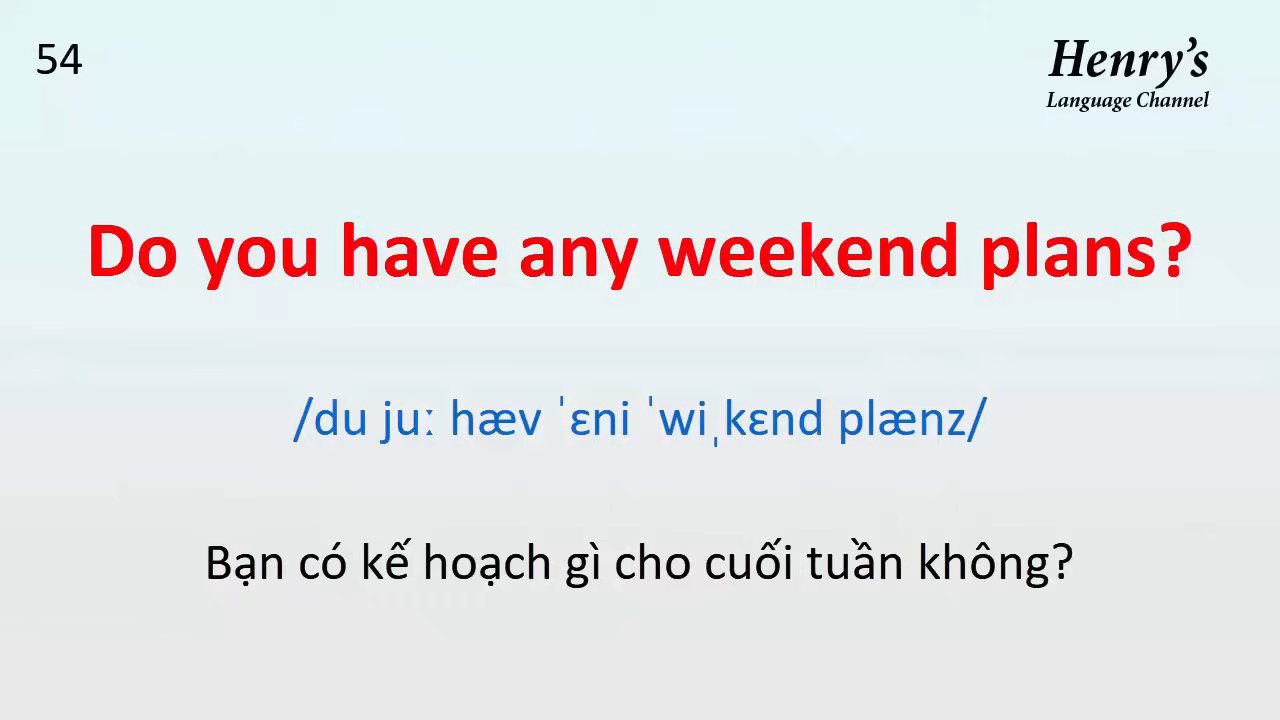 54
Henry’s
Language Channel
Do you have any weekend plans?
/du juː hæv ˈɛni ˈwiˌkɛnd plænz/
Bạn có kế hoạch gì cho cuối tuần không?